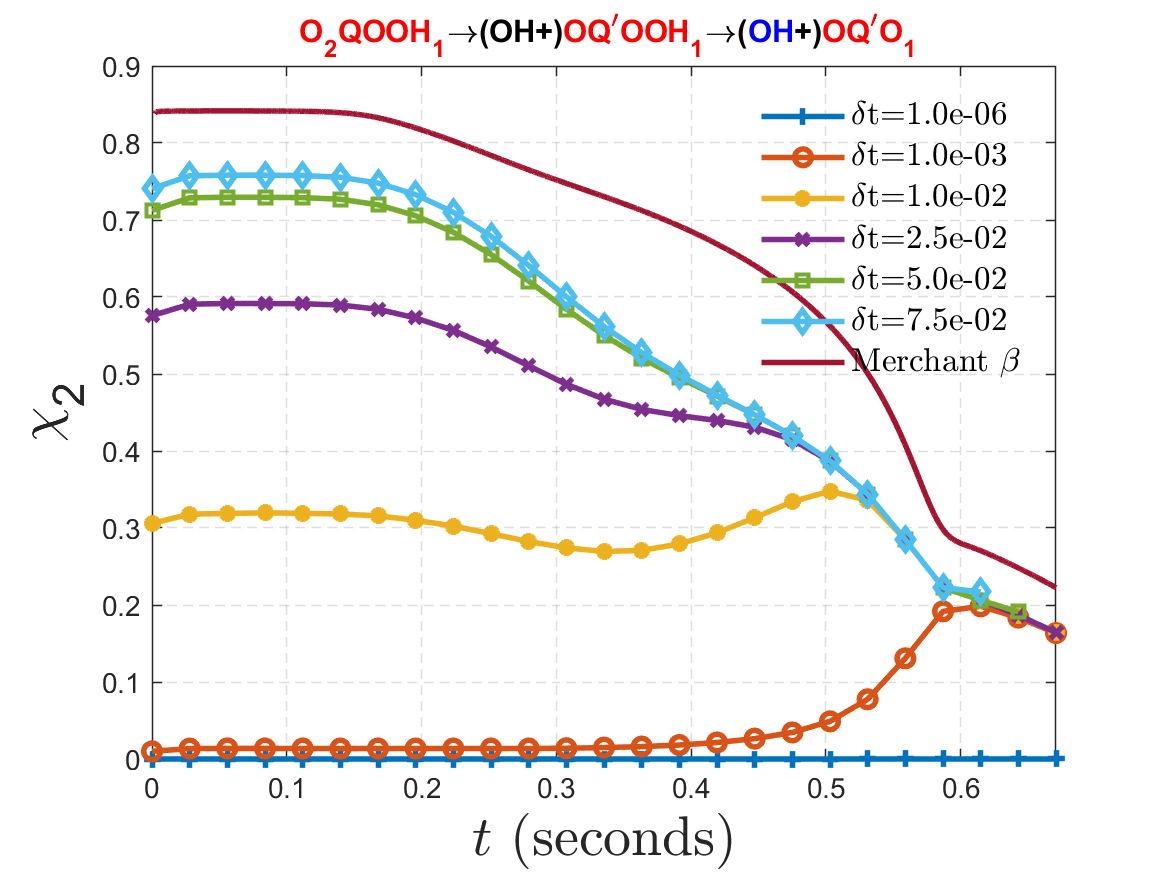 O₂QOOH₁→(OH+)OQ′OOH₁→(OH+)OQ′O₁
0.9
0.8
0.7
0.6
0.5
0.4
0.3
0.2
0.1
0
χ₂
δt=1.0e-06
δt=1.0e-03
δt=1.0e-02
δt=2.5e-02
δt=5.0e-02
δt=7.5e-02
Merchant β
0 0.1 0.2 0.3 0.4 0.5 0.6
t (seconds)